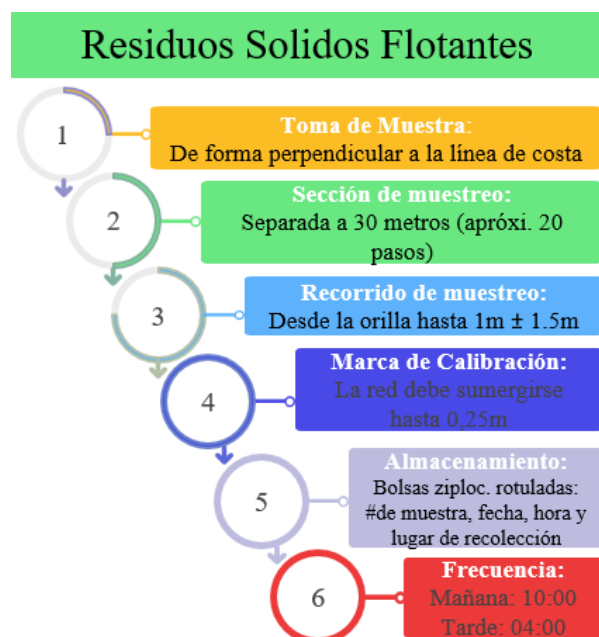 Residuos Solidos Flotantes
1
Toma de Muestra:
De forma perpendicular a la línea de costa
2
Sección de muestreo:
Separada a 30 metros (apróxi. 20
pasos)
3
Recorrido de muestreo:
Desde la orilla hasta 1m ± 1.5m
4
Marca de Calibración:
La red debe sumergirse
hasta 0,25m
5
Almacenamiento:
Bolsas ziploc. rotuladas:
#de muestra, fecha, hora y
lugar de recolección
6
Frecuencia:
Mañana: 10:00
Tarde: 04:00